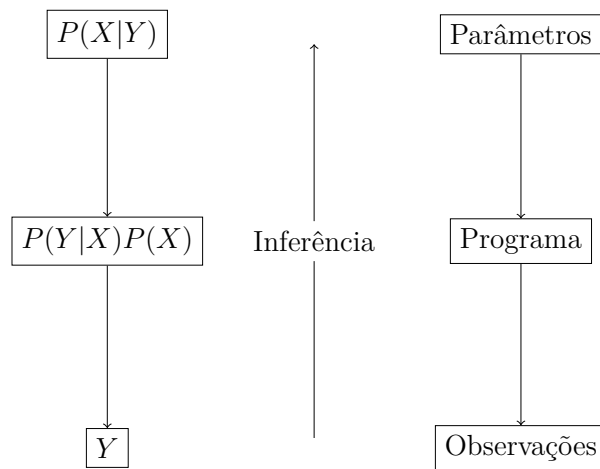 P(X|Y)
Parâmetros
P(Y|X)P(X)
Inferência
Programa
Y
Observações